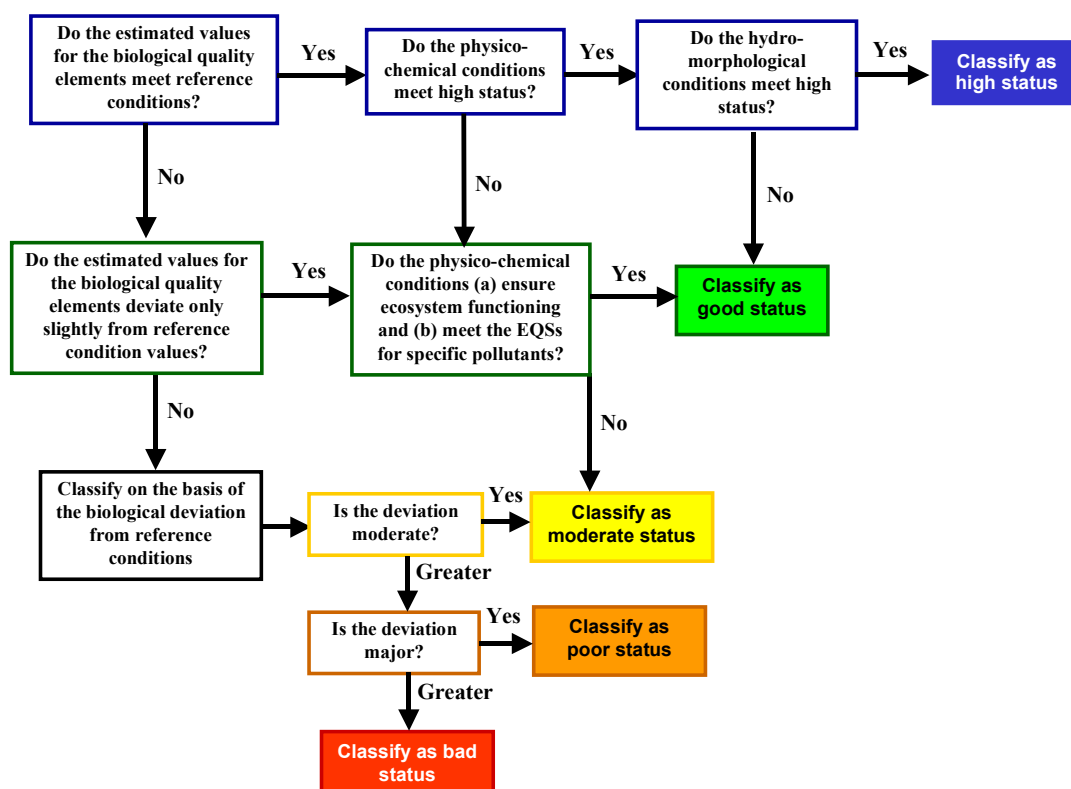 Do the estimated values
for the biological quality
elements meet reference
conditions?
Yes
Do the physico-
chemical conditions
meet high status?
Yes
Do the hydro-
morphological
conditions meet high
status?
Yes
Classify as
high status
No
No
No
Do the estimated values for
the biological quality
elements deviate only
slightly from reference
condition values?
Yes
Do the physico-chemical
conditions (a) ensure
ecosystem functioning
and (b) meet the EQSs
for specific pollutants?
Yes
Classify as
good status
No
No
Classify on the basis of
the biological deviation
from reference
conditions
Is the deviation
moderate?
Yes
Classify as
moderate status
Greater
Is the deviation
major?
Yes
Classify as
poor status
Greater
Classify as bad
status